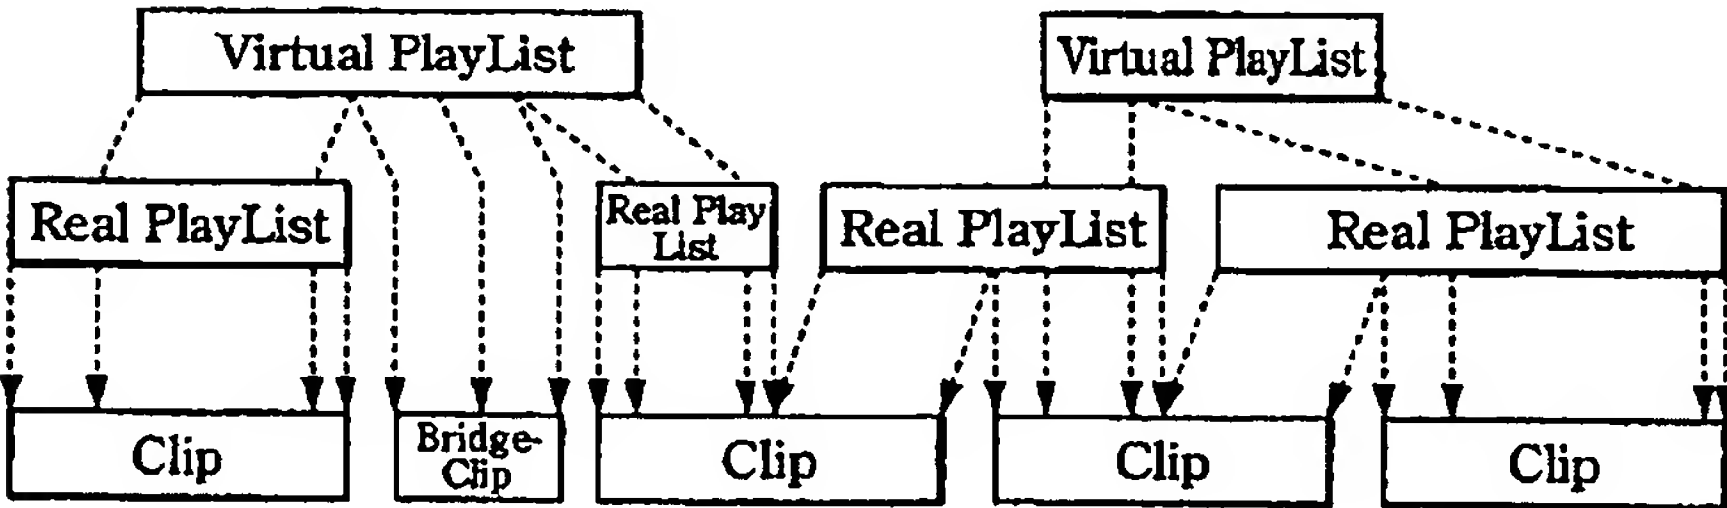 Virtual PlayList
Virtual PlayList
Real PlayList
Real Play
List
Real PlayList
Real PlayList
Clip
Bridge-
Clip
Clip
Clip
Clip